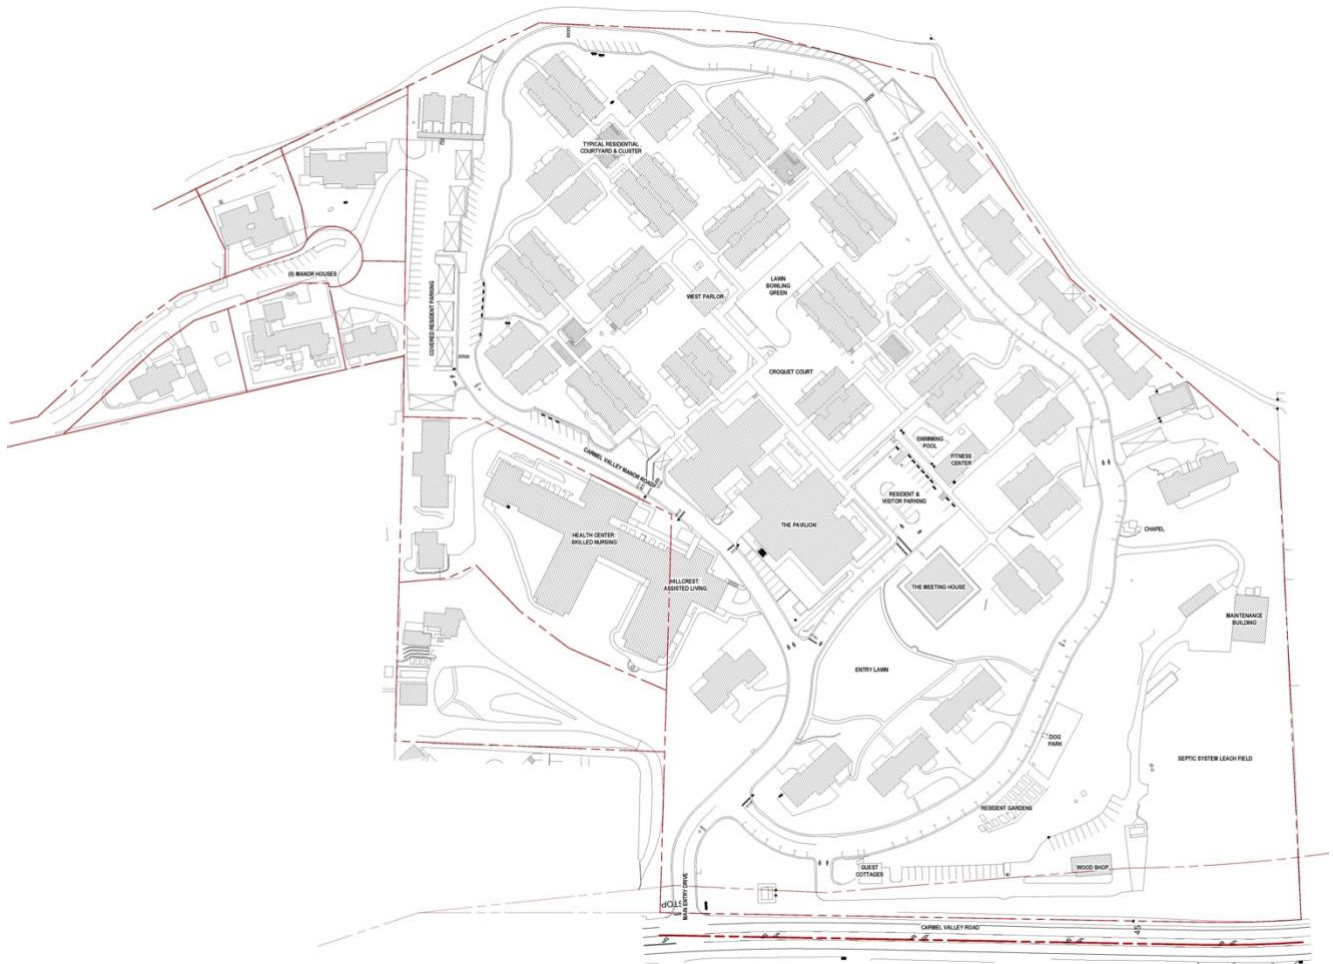 TYPICAL RESIDENTIAL
COURTYARD & CLUSTER
(5) MANOR HOUSES
COVERED RESIDENT PARKING
WEST PARLOR
LAWN
BOWLING
GREEN
CROQUET COURT
CARMEL VALLEY MANOR ROAD
SWIMMING
POOL
FITNESS
CENTER
RESIDENT &
VISITOR PARKING
THE PAVILION
HEALTH CENTER
SKILLED NURSING
HILLCREST
ASSISTED LIVING
THE MEETING HOUSE
CHAPEL
MAINTENANCE
BUILDING
ENTRY LAWN
DOG
PARK
SEPTIC SYSTEM LEACH FIELD
RESIDENT GARDENS
GUEST
COTTAGES
WOOD SHOP
MAIN ENTRY DRIVE
STOP
CARMEL VALLEY ROAD
45